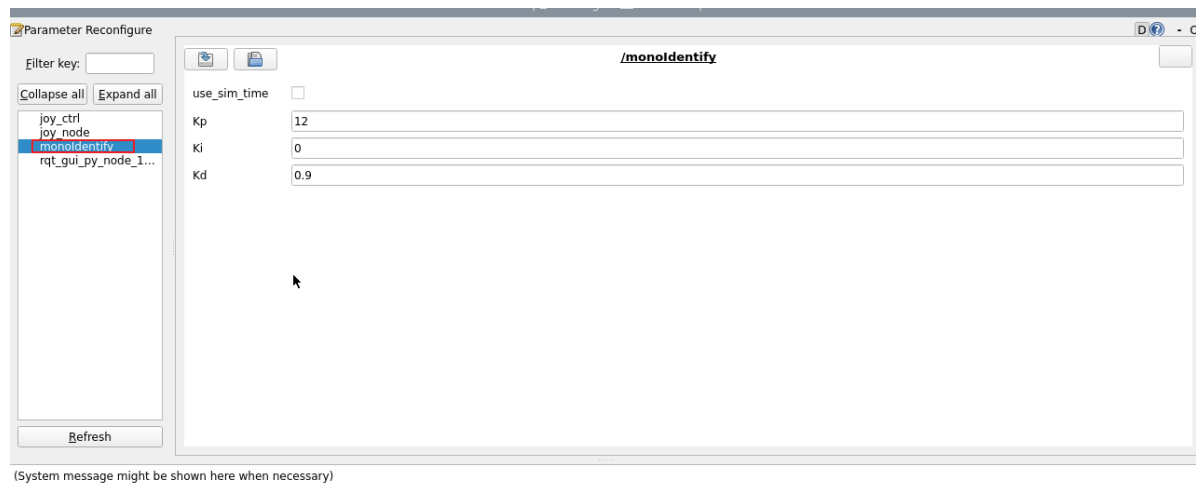 Parameter Reconfigure
D
Filter key:
/monoIdentify
Collapse all
Expand all
use_sim_time
joy_ctrl
Kp
12
joy_node
monoIdentify
Ki
0
rqt_gui_py_node_1...
Kd
0.9
Refresh
(System message might be shown here when necessary)